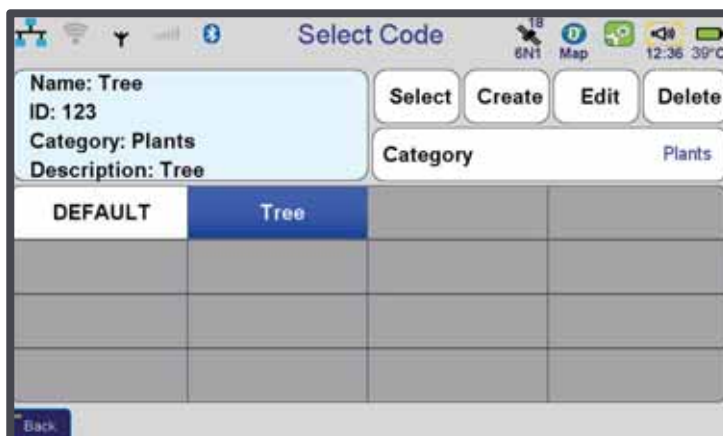 Select Code
18
6N1
D
Map
12:36 39°C
Name: Tree
ID: 123
Category: Plants
Description: Tree
Select Create Edit Delete
Category Plants
DEFAULT Tree
Back